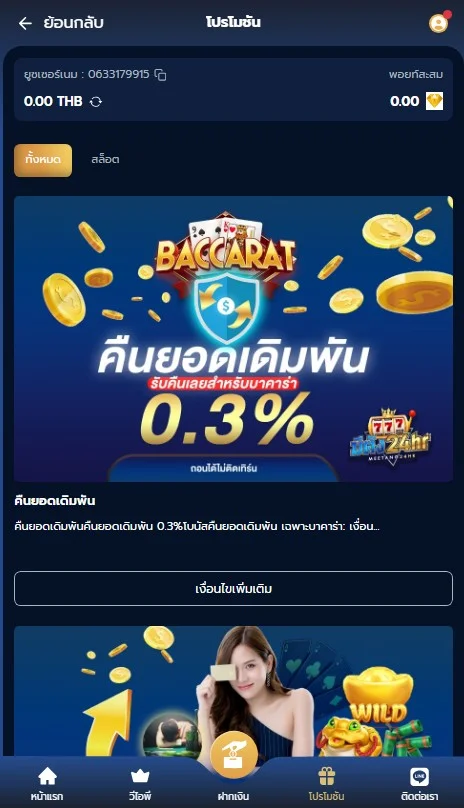 ย้อนกลับ
โปรโมชัน
ยูซเซอร์เนม : 0633179915
พอยท์สะสม
0.00 THB
0.00
ทั้งหมด
สล็อต
BACCARAT
คืนยอดเดิมพัน
รับคืนเลยสำหรับบาคาร่า
0.3%
777
มีตัง 24hr
MEETANG24HR
ถอนได้ไม่ติดเทิร์น
คืนยอดเดิมพัน
คืนยอดเดิมพันคืนยอดเดิมพัน 0.3%โบนัสคืนยอดเดิมพัน เฉพาะบาคาร่า: เงื่อน...
เงื่อนไขเพิ่มเติม
WILD
หน้าแรก
วีไอพี
ฝากเงิน
โปรโมชัน
LINE
ติดต่อเรา